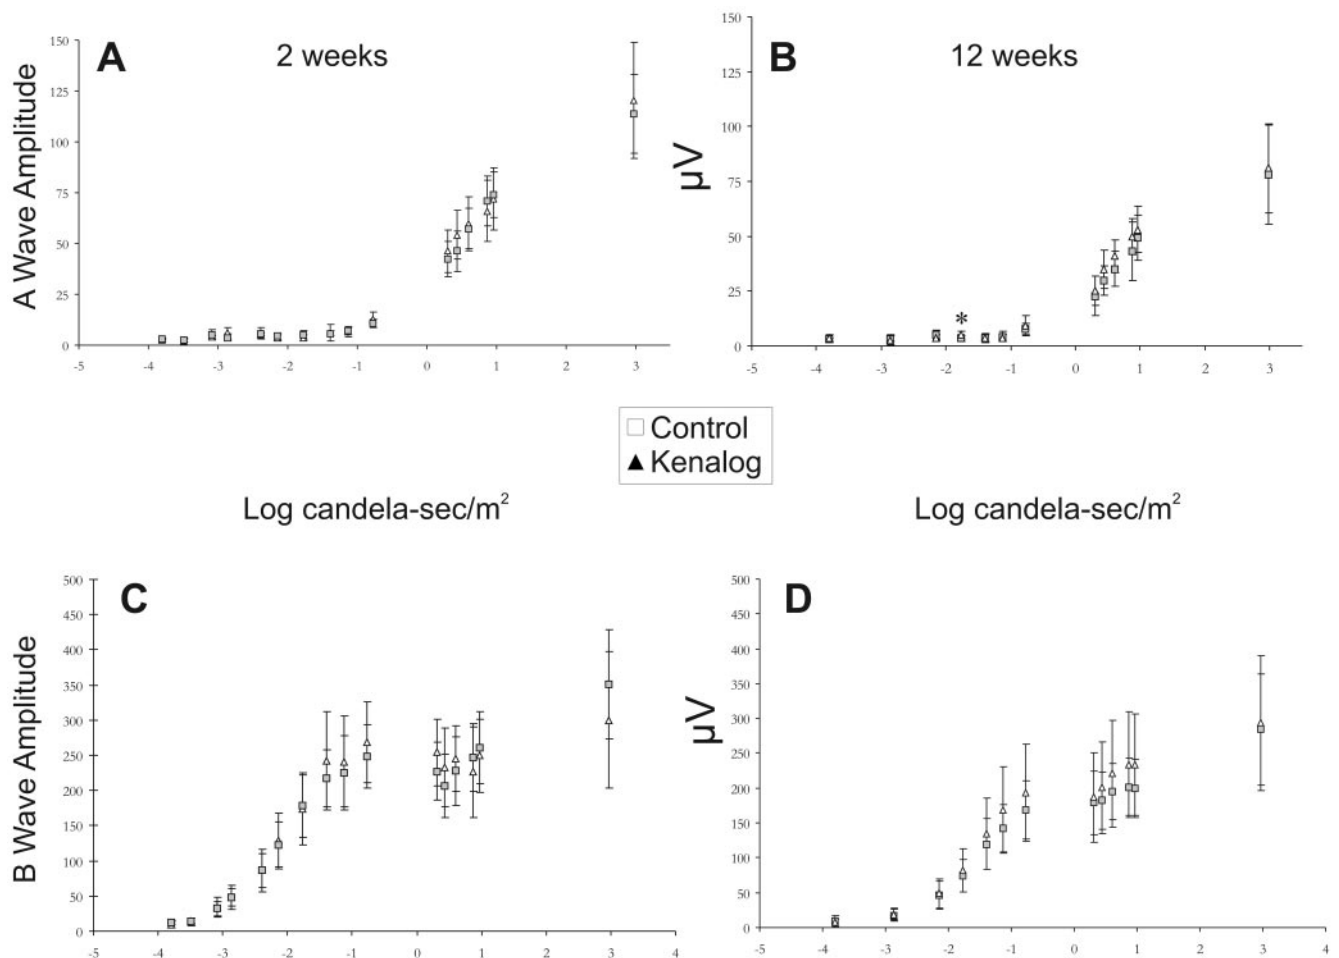 A
2 weeks
A Wave Amplitude
150
125
100
75
50
25
0
-5 -4 -3 -2 -1 0 1 2 3
B
12 weeks
µV
150
125
100
75
50
25
0
*
-5 -4 -3 -2 -1 0 1 2 3
Control
Kenalog
Log candela-sec/m²
Log candela-sec/m²
C
B Wave Amplitude
500
450
400
350
300
250
200
150
100
50
0
-5 -4 -3 -2 -1 0 1 2 3 4
D
µV
500
450
400
350
300
250
200
150
100
50
0
-5 -4 -3 -2 -1 0 1 2 3 4